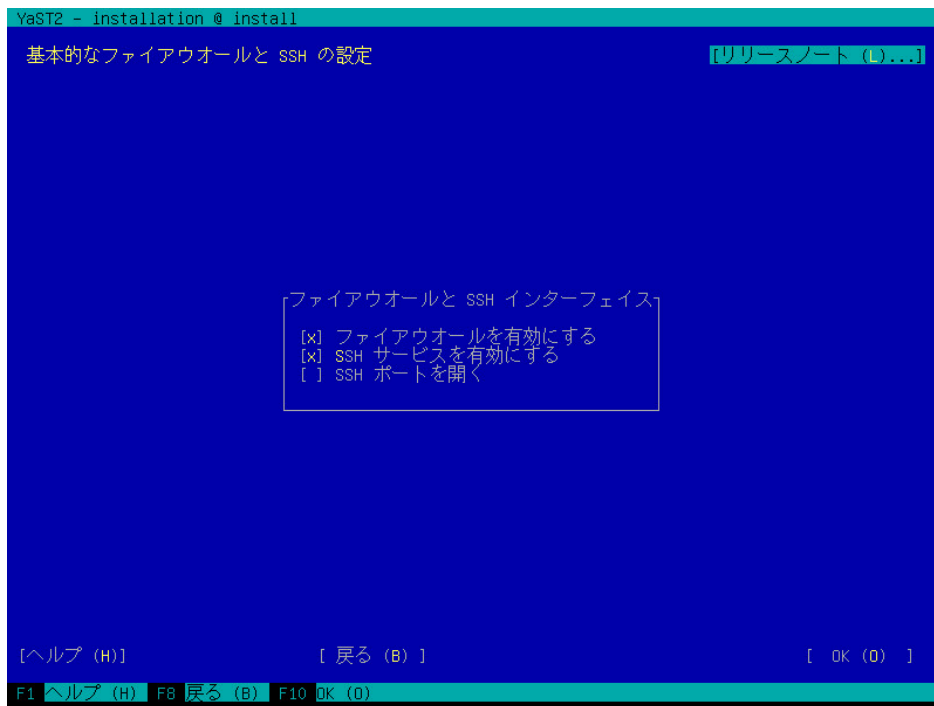 YaST2 - installation @ install
基本的なファイアウオールと SSH の設定 [リリースノート (L)...]
ファイアウオールと SSH インターフェイス
[x] ファイアウオールを有効にする
[x] SSH サービスを有効にする
[ ] SSH ポートを開く
[ヘルプ (H)] [ 戻る (B) ] [ OK (O) ]
F1 ヘルプ (H) F8 戻る (B) F10 OK (O)